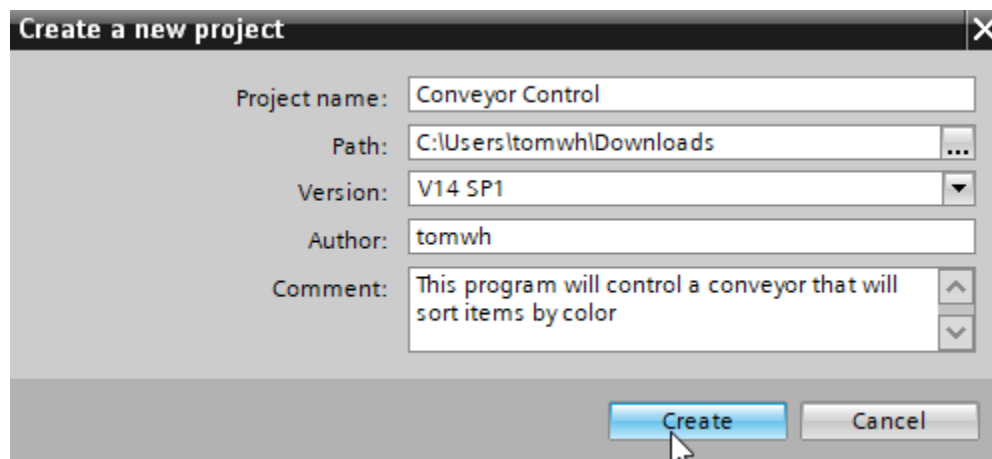 Create a new project
Project name: Conveyor Control
Path: C:\Users\tomwh\Downloads ...
Version: V14 SP1
Author: tomwh
Comment: This program will control a conveyor that will
sort items by color
Create Cancel